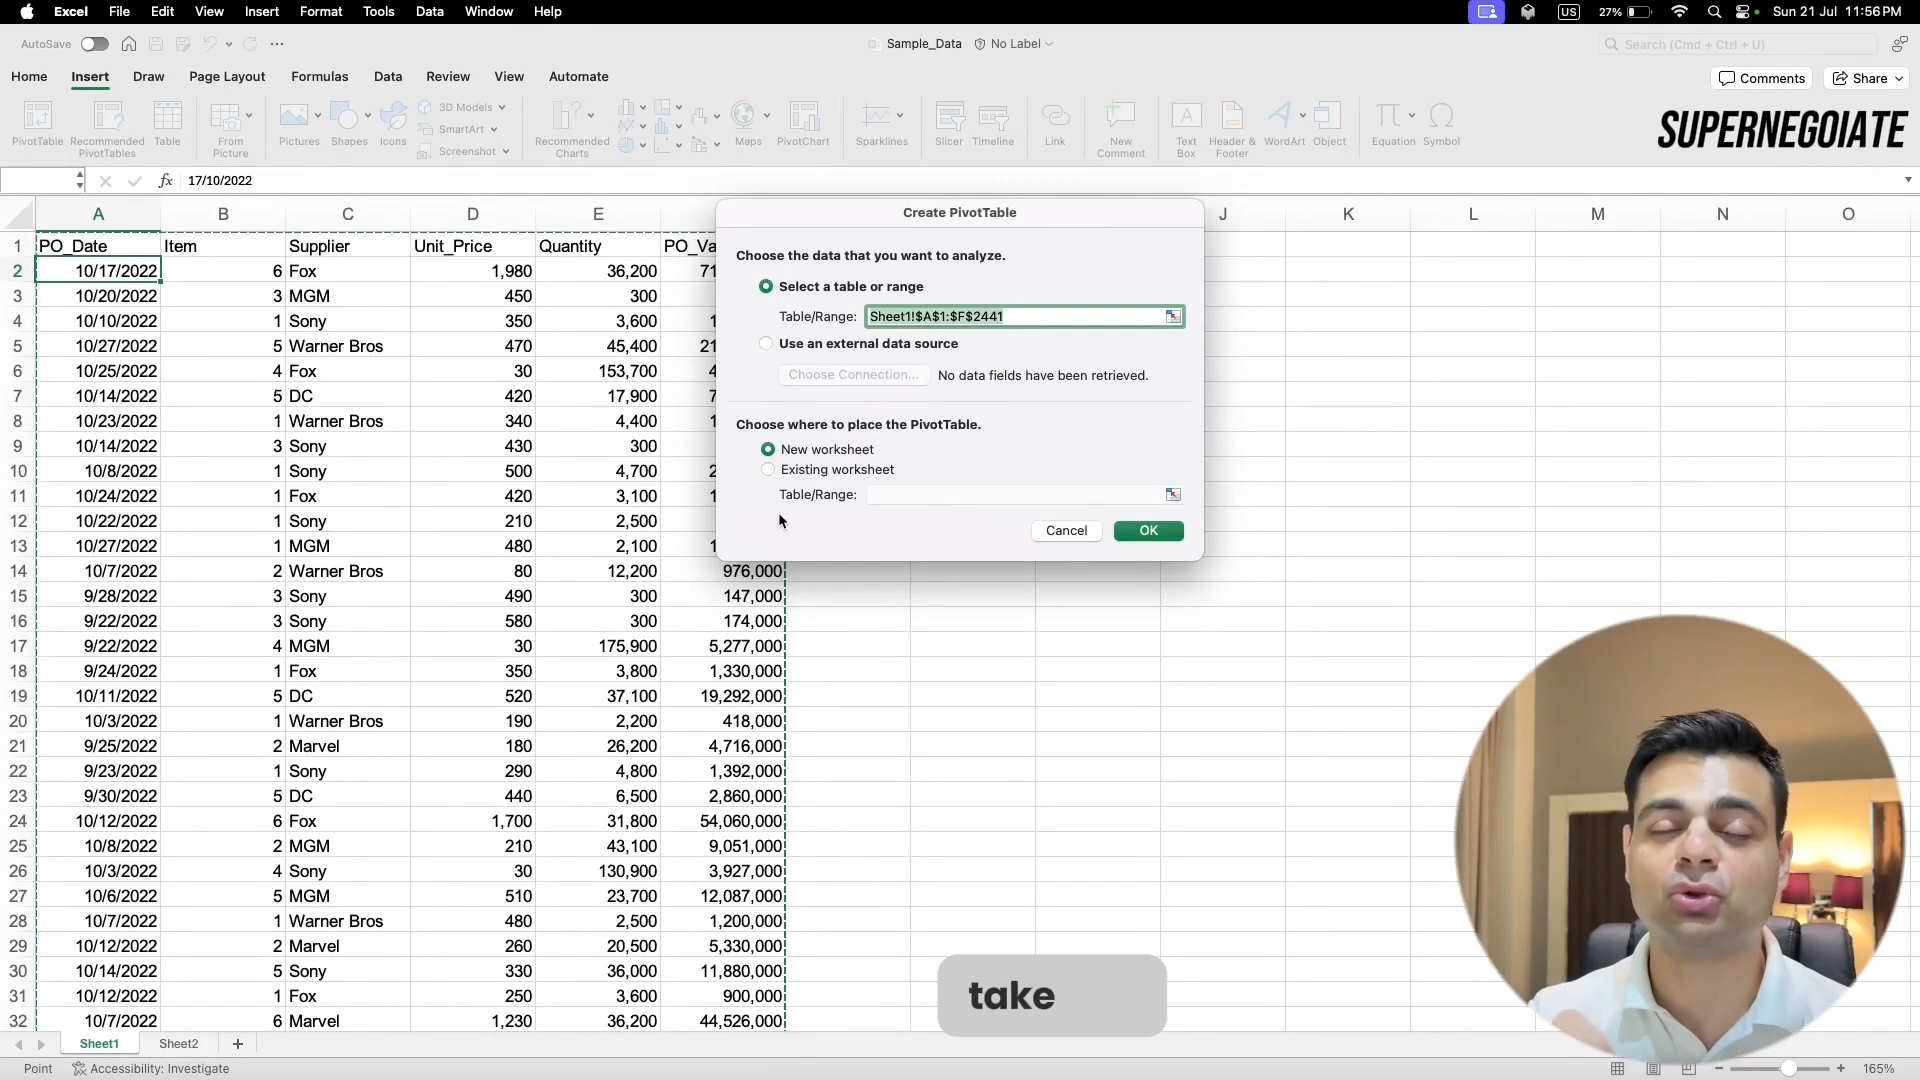 Excel File Edit View Insert Format Tools Data Window Help US 27% Sun 21 Jul 11:56 PM
AutoSave Sample_Data No Label Search (Cmd + Ctrl + U)
Home Insert Draw Page Layout Formulas Data Review View Automate Comments Share
PivotTable Recommended PivotTables Table From Picture Pictures Shapes Icons 3D Models SmartArt Screenshot Recommended Charts Maps PivotChart Sparklines Slicer Timeline Link New Comment Text Box Header & Footer WordArt Object Equation Symbol
SUPERNEGOIATE
fx 17/10/2022
A B C D E J K L M N O
1 PO_Date Item Supplier Unit_Price Quantity PO_Va
2 10/17/2022 6 Fox 1,980 36,200 71
3 10/20/2022 3 MGM 450 300
4 10/10/2022 1 Sony 350 3,600 1
5 10/27/2022 5 Warner Bros 470 45,400 21
6 10/25/2022 4 Fox 30 153,700 4
7 10/14/2022 5 DC 420 17,900 7
8 10/23/2022 1 Warner Bros 340 4,400 1
9 10/14/2022 3 Sony 430 300
10 10/8/2022 1 Sony 500 4,700 2
11 10/24/2022 1 Fox 420 3,100 1
12 10/22/2022 1 Sony 210 2,500
13 10/27/2022 1 MGM 480 2,100 1
14 10/7/2022 2 Warner Bros 80 12,200 976,000
15 9/28/2022 3 Sony 490 300 147,000
16 9/22/2022 3 Sony 580 300 174,000
17 9/22/2022 4 MGM 30 175,900 5,277,000
18 9/24/2022 1 Fox 350 3,800 1,330,000
19 10/11/2022 5 DC 520 37,100 19,292,000
20 10/3/2022 1 Warner Bros 190 2,200 418,000
21 9/25/2022 2 Marvel 180 26,200 4,716,000
22 9/23/2022 1 Sony 290 4,800 1,392,000
23 9/30/2022 5 DC 440 6,500 2,860,000
24 10/12/2022 6 Fox 1,700 31,800 54,060,000
25 10/8/2022 2 MGM 210 43,100 9,051,000
26 10/3/2022 4 Sony 30 130,900 3,927,000
27 10/6/2022 5 MGM 510 23,700 12,087,000
28 10/7/2022 1 Warner Bros 480 2,500 1,200,000
29 10/12/2022 2 Marvel 260 20,500 5,330,000
30 10/14/2022 5 Sony 330 36,000 11,880,000
31 10/12/2022 1 Fox 250 3,600 900,000
32 10/7/2022 6 Marvel 1,230 36,200 44,526,000
Create PivotTable
Choose the data that you want to analyze.
Select a table or range
Table/Range: Sheet1!$A$1:$F$2441
Use an external data source
Choose Connection... No data fields have been retrieved.
Choose where to place the PivotTable.
New worksheet
Existing worksheet
Table/Range:
Cancel OK
take
Sheet1 Sheet2 +
Point Accessibility: Investigate 165%